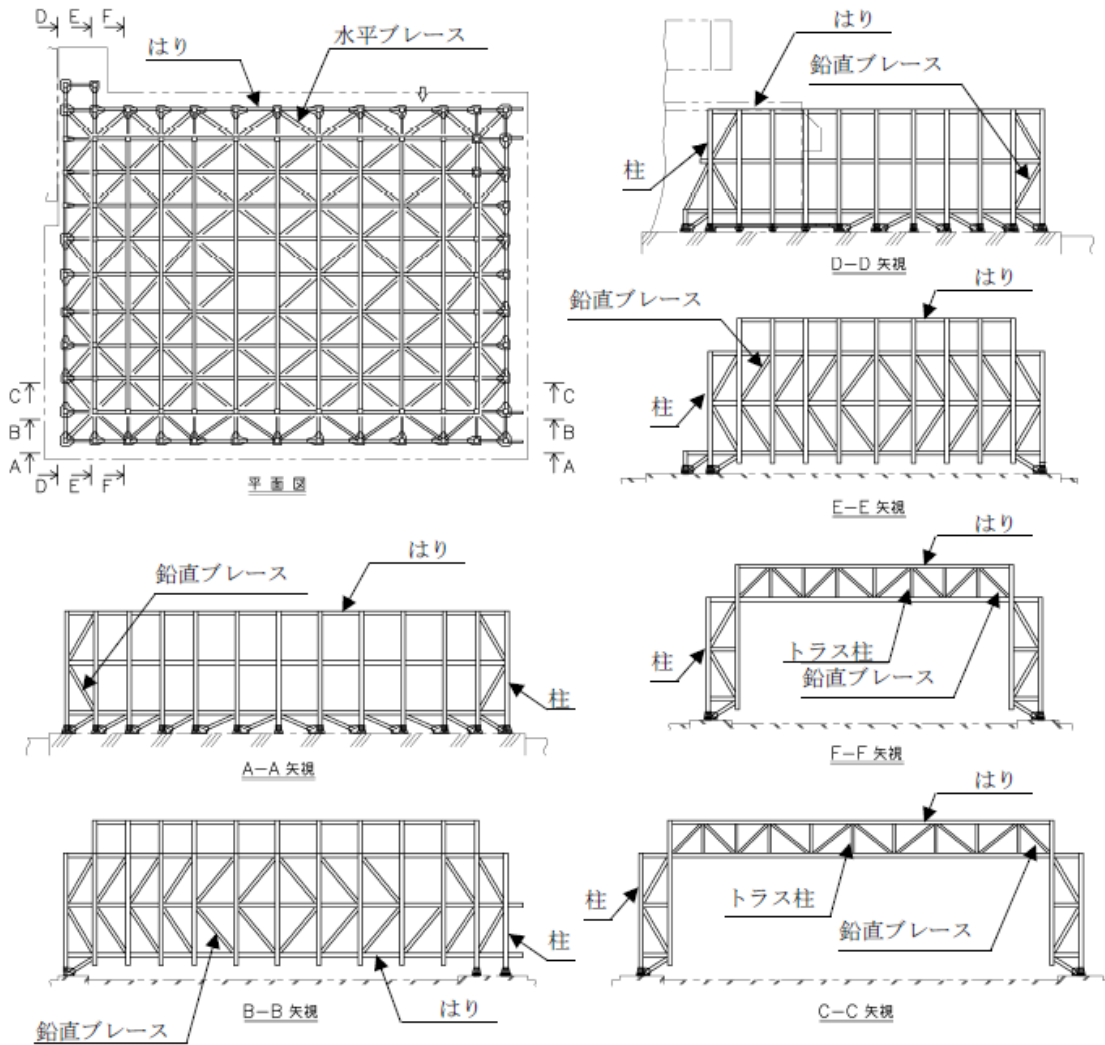 D E F
はり
水平ブレース
C C
B B
A A
D E F
平面図
はり
鉛直ブレース
柱
D-D 矢視
はり
鉛直ブレース
柱
E-E 矢視
はり
鉛直ブレース
柱
A-A 矢視
はり
トラス柱
柱
鉛直ブレース
F-F 矢視
柱
はり
鉛直ブレース
B-B 矢視
はり
柱
トラス柱
鉛直ブレース
C-C 矢視